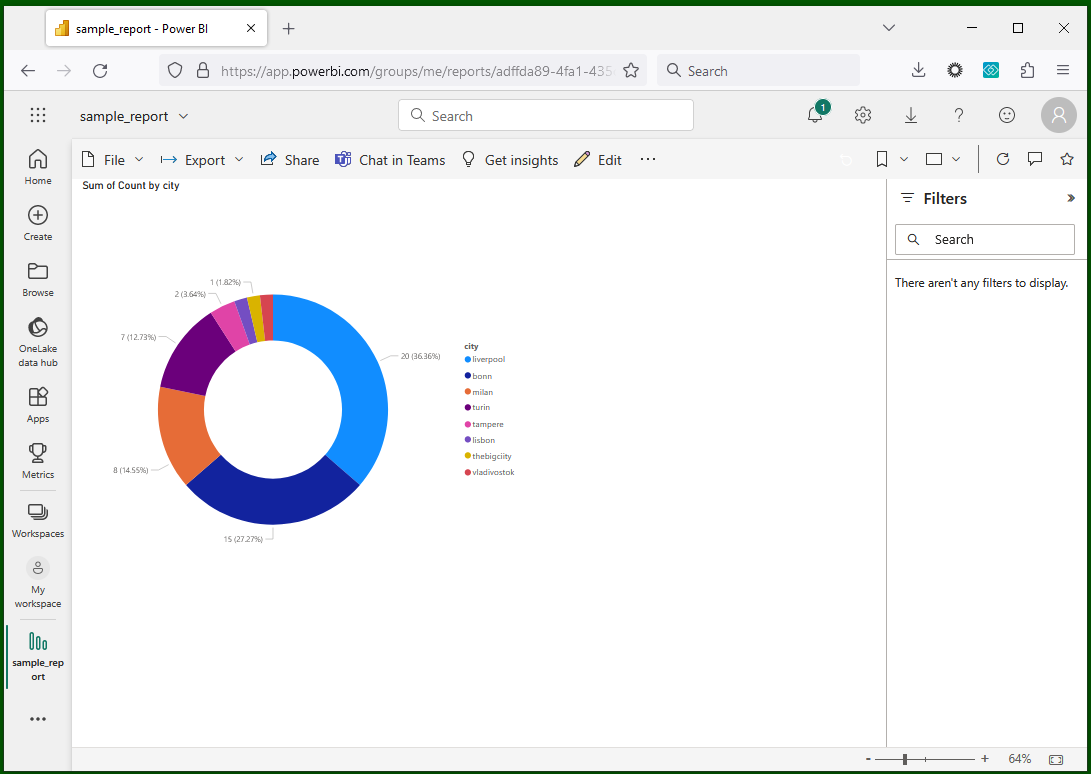 sample_report - Power BI
https://app.powerbi.com/groups/me/reports/adffda89-4fa1-435
Search
sample_report
Search
1
File
Export
Share
Chat in Teams
Get insights
Edit
Home
Create
Browse
OneLake
data hub
Apps
Metrics
Workspaces
My
workspace
sample_rep
ort
Sum of Count by city
1 (1.82%)
2 (3.64%)
7 (12.73%)
20 (36.36%)
8 (14.55%)
15 (27.27%)
city
liverpool
bonn
milan
turin
tampere
lisbon
thebigciity
vladivostok
Filters
Search
There aren't any filters to display.
- + 64%